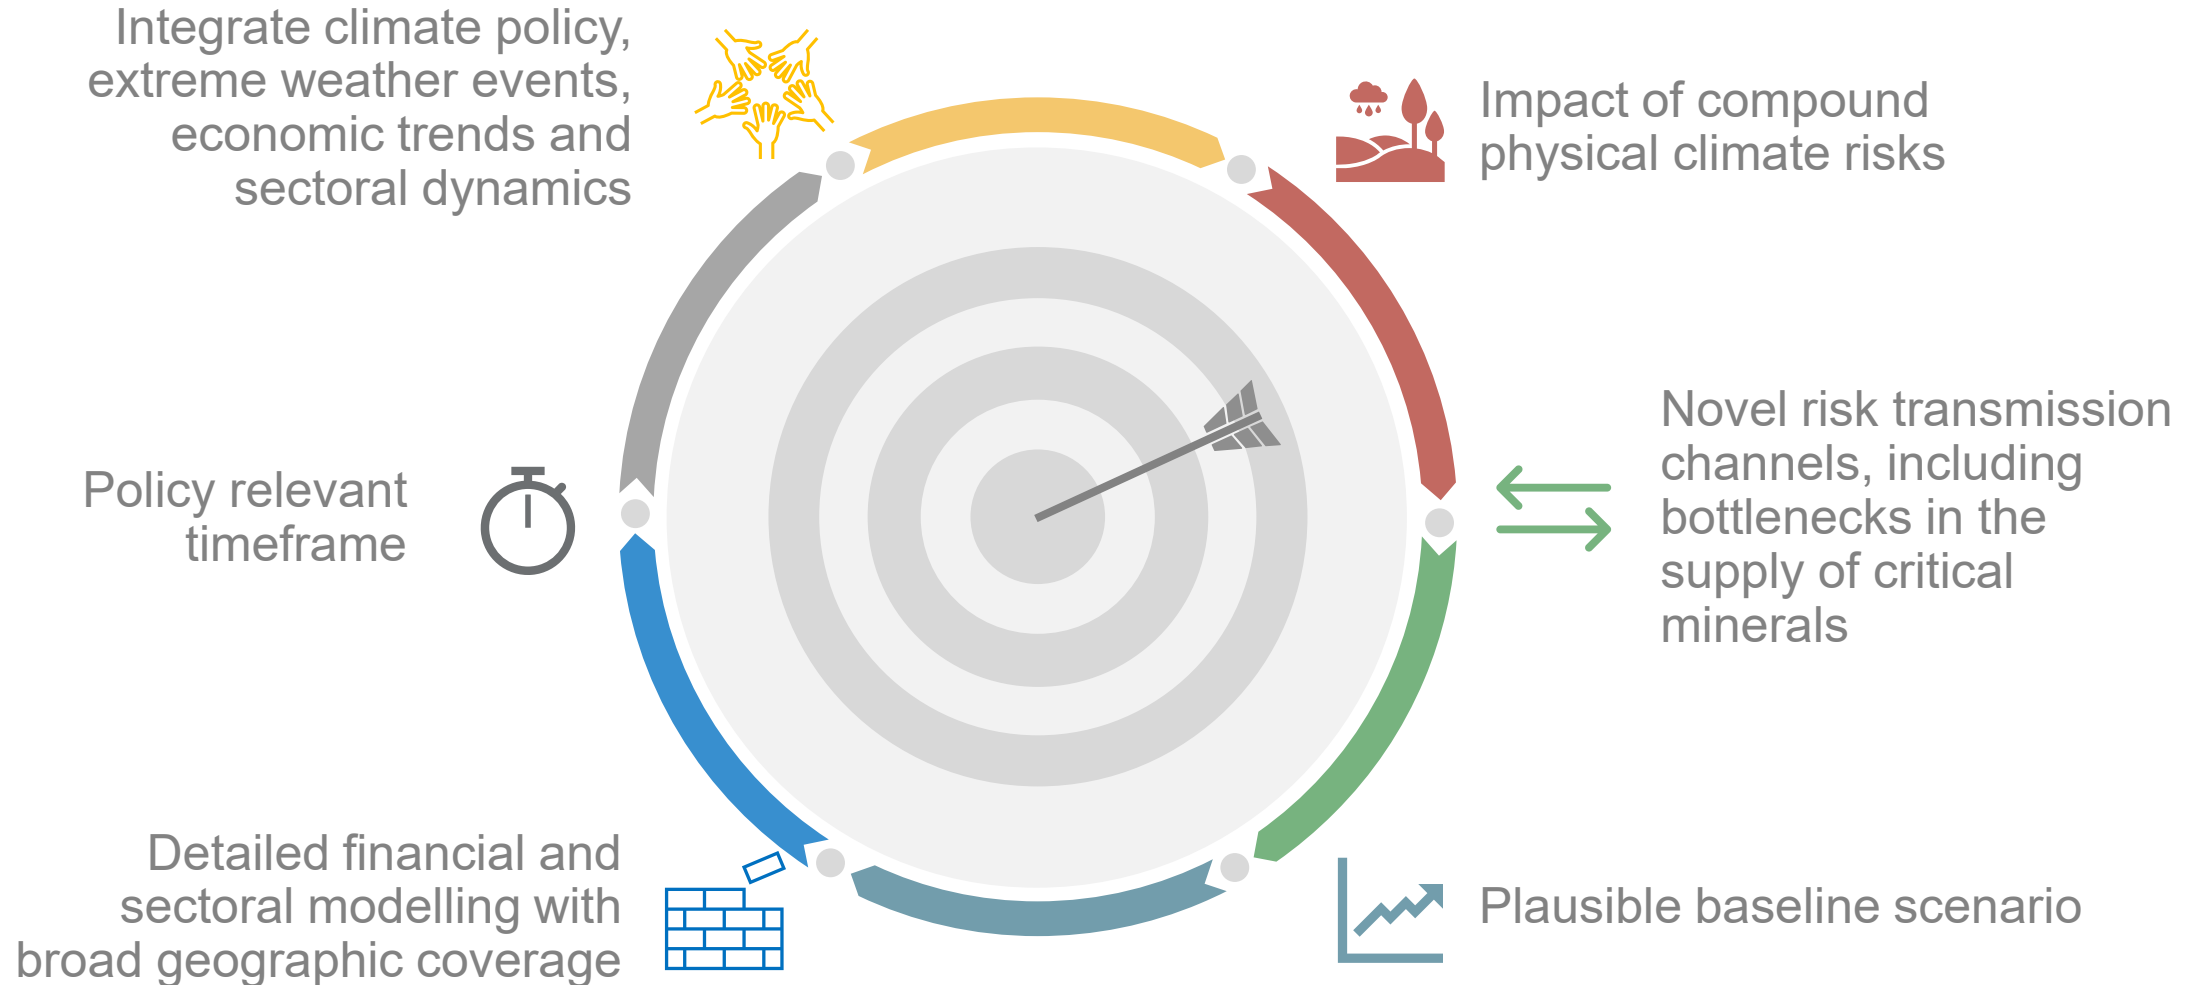 Integrate climate policy,
extreme weather events,
economic trends and
sectoral dynamics
Impact of compound
physical climate risks
Novel risk transmission
channels, including
bottlenecks in the
supply of critical
minerals
Policy relevant
timeframe
Detailed financial and
sectoral modelling with
broad geographic coverage
Plausible baseline scenario